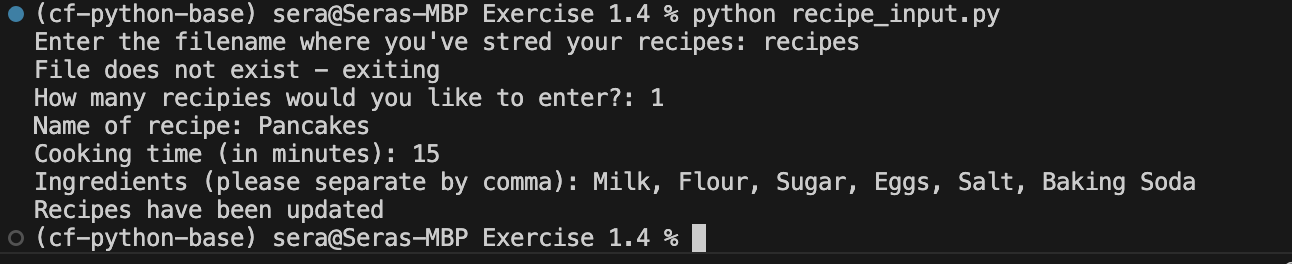 (cf-python-base) sera@Seras-MBP Exercise 1.4 % python recipe_input.py
Enter the filename where you've stred your recipes: recipes
File does not exist - exiting
How many recipies would you like to enter?: 1
Name of recipe: Pancakes
Cooking time (in minutes): 15
Ingredients (please separate by comma): Milk, Flour, Sugar, Eggs, Salt, Baking Soda
Recipes have been updated
(cf-python-base) sera@Seras-MBP Exercise 1.4 %